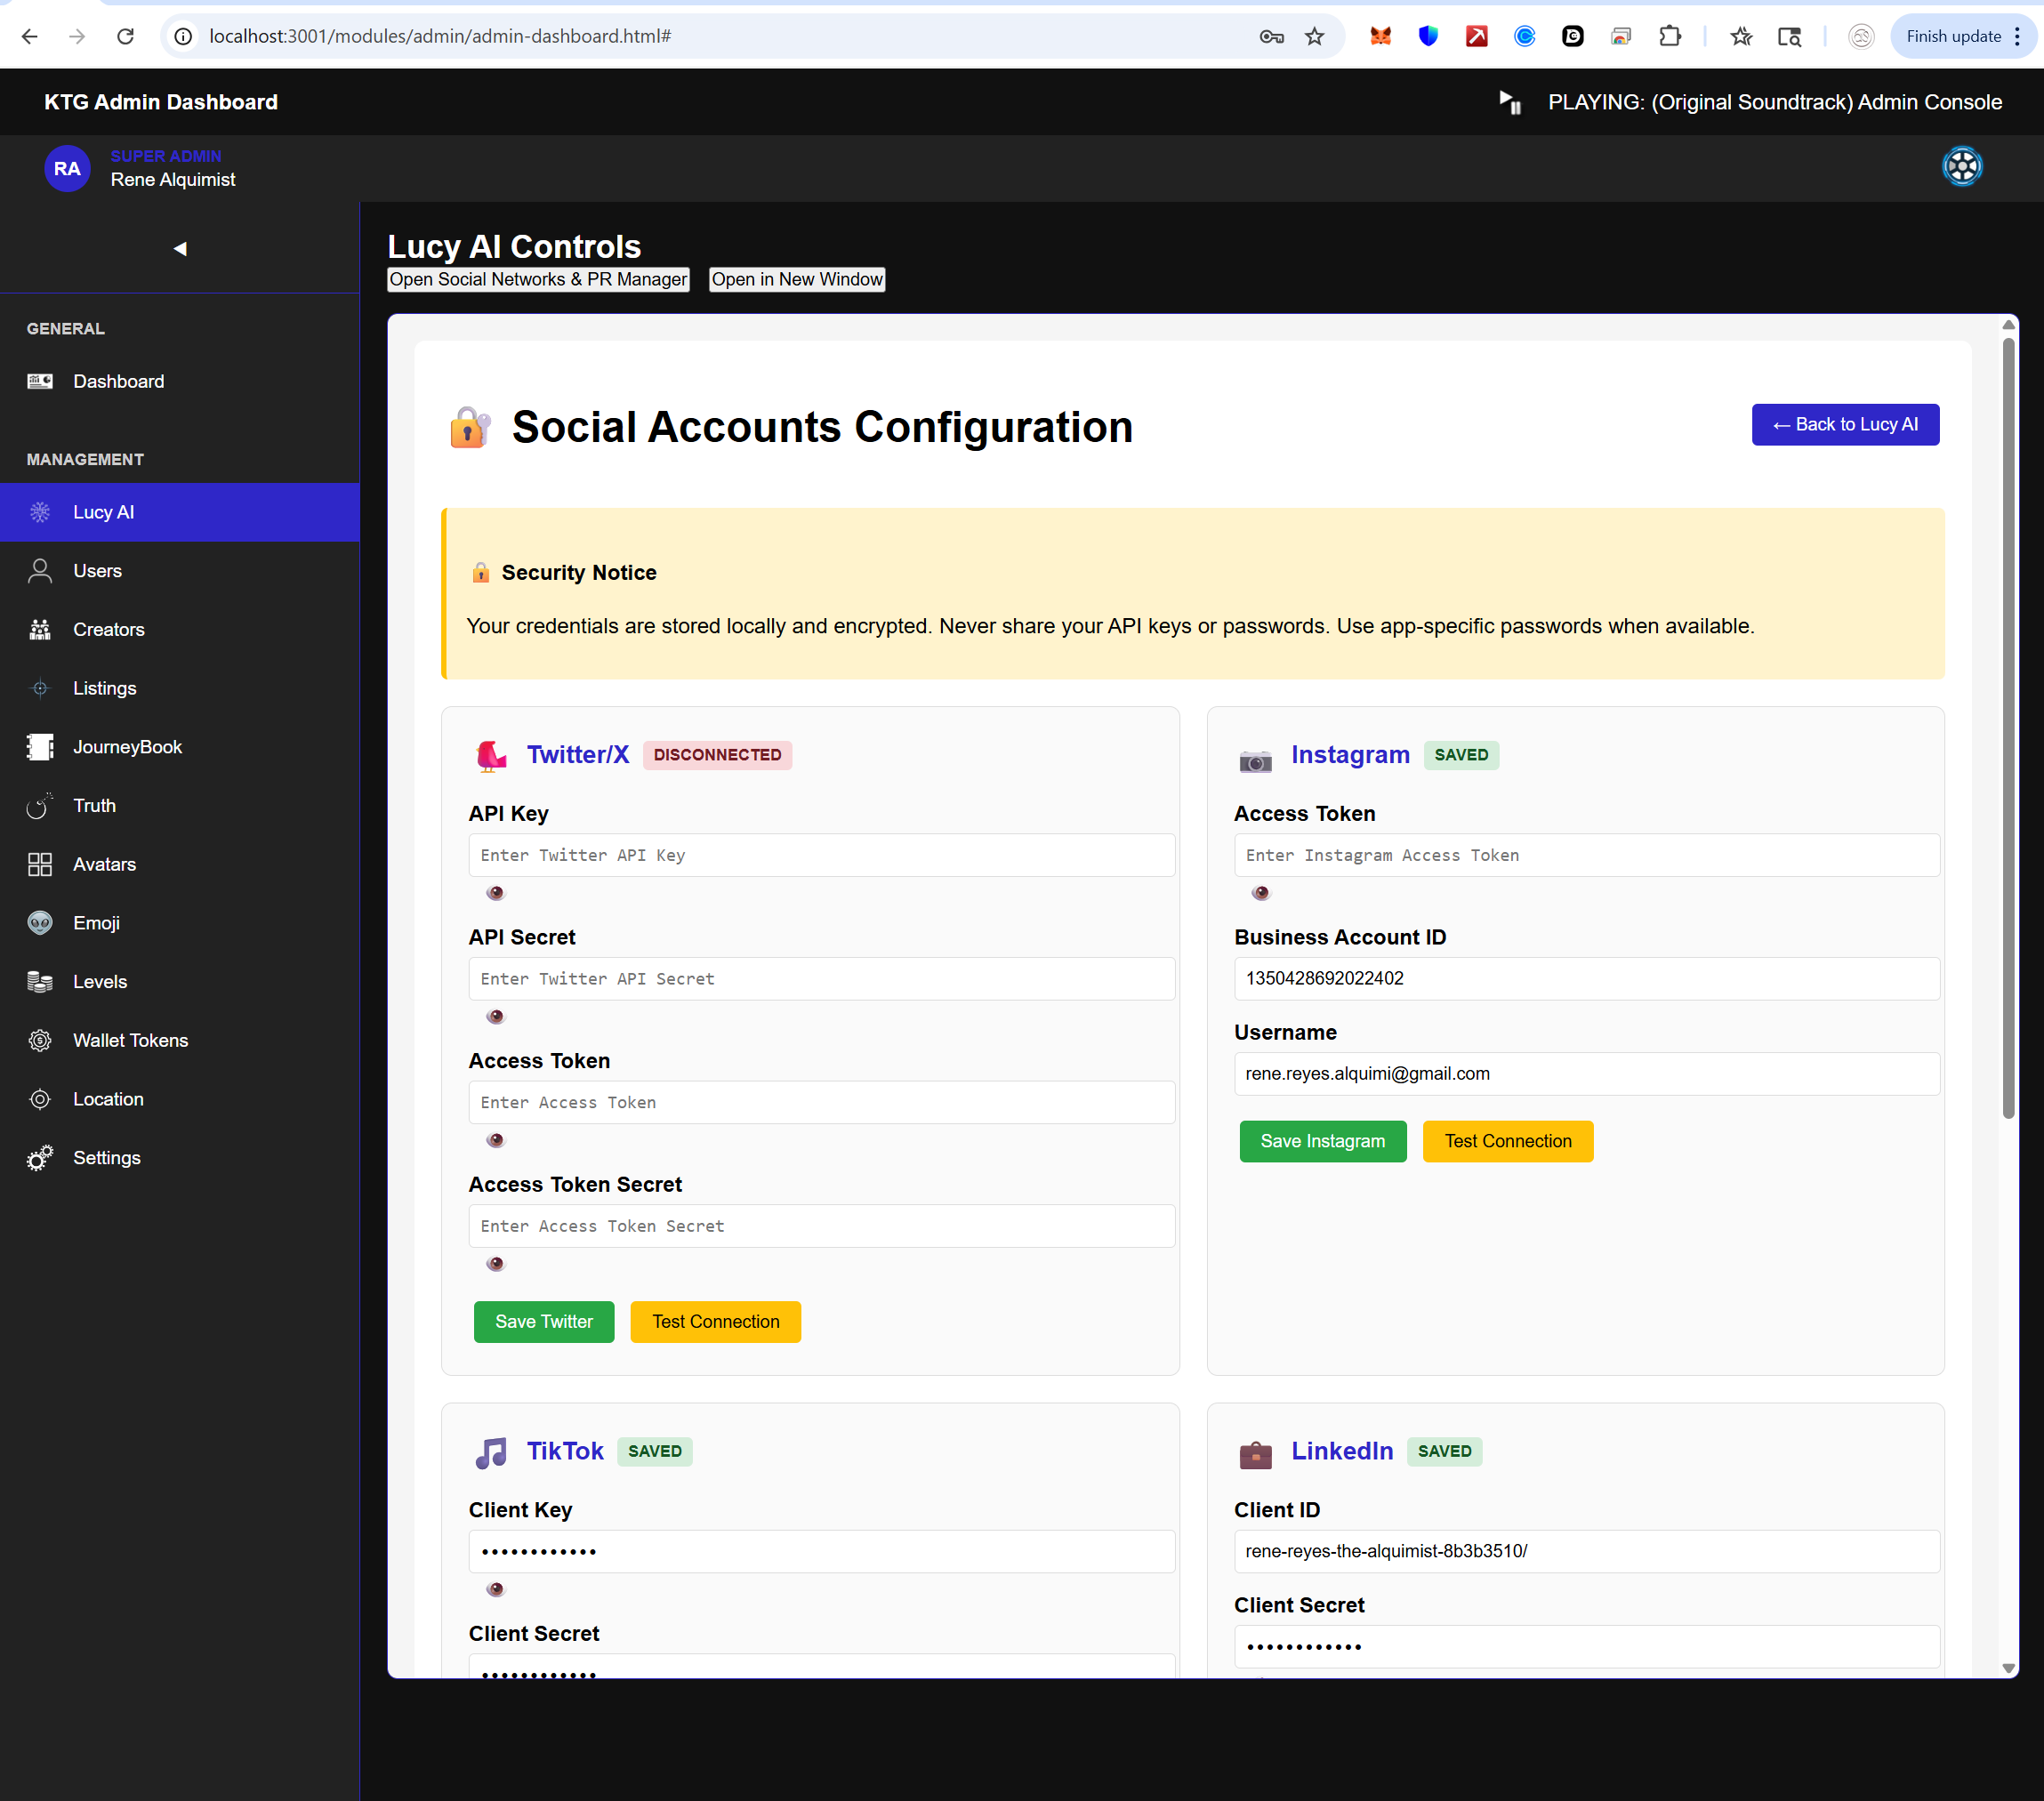 localhost:3001/modules/admin/admin-dashboard.html#
Finish update
KTG Admin Dashboard
PLAYING: (Original Soundtrack) Admin Console
RA
SUPER ADMIN
Rene Alquimist
GENERAL
Dashboard
MANAGEMENT
Lucy AI
Users
Creators
Listings
JourneyBook
Truth
Avatars
Emoji
Levels
Wallet Tokens
Location
Settings
Lucy AI Controls
Open Social Networks & PR Manager
Open in New Window
Social Accounts Configuration
← Back to Lucy AI
Security Notice
Your credentials are stored locally and encrypted. Never share your API keys or passwords. Use app-specific passwords when available.
Twitter/X
DISCONNECTED
API Key
Enter Twitter API Key
API Secret
Enter Twitter API Secret
Access Token
Enter Access Token
Access Token Secret
Enter Access Token Secret
Save Twitter
Test Connection
Instagram
SAVED
Access Token
Enter Instagram Access Token
Business Account ID
1350428692022402
Username
rene.reyes.alquimi@gmail.com
Save Instagram
Test Connection
TikTok
SAVED
Client Key
••••••••••••
Client Secret
••••••••••••
LinkedIn
SAVED
Client ID
rene-reyes-the-alquimist-8b3b3510/
Client Secret
••••••••••••